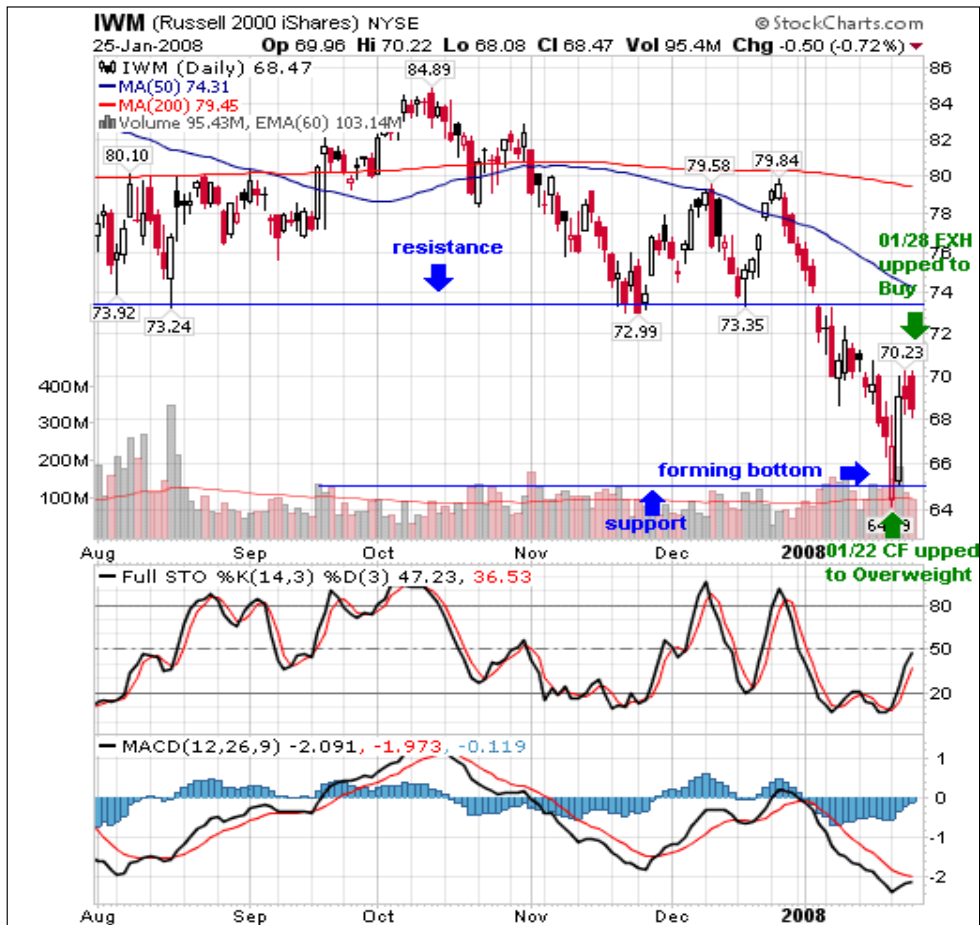 IWM (Russell 2000 iShares) NYSE © StockCharts.com
25-Jan-2008 Op 69.96 Hi 70.22 Lo 68.08 Cl 68.47 Vol 95.4M Chg -0.50 (-0.72%)
IWM (Daily) 68.47
MA(50) 74.31
MA(200) 79.45
Volume 95.43M, EMA(60) 103.14M
84.89
80.10
79.58
79.84
73.92
73.24
72.99
73.35
70.23
resistance
01/28 FXH
upped to
Buy
forming bottom
support
01/22 CF upped
to Overweight
86
84
82
80
78
76
74
72
70
68
66
64
400M
300M
200M
100M
Aug Sep Oct Nov Dec 2008
Full STO %K(14,3) %D(3) 47.23, 36.53
80
50
20
MACD(12,26,9) -2.091, -1.973, -0.119
1
0
-1
-2
Aug Sep Oct Nov Dec 2008